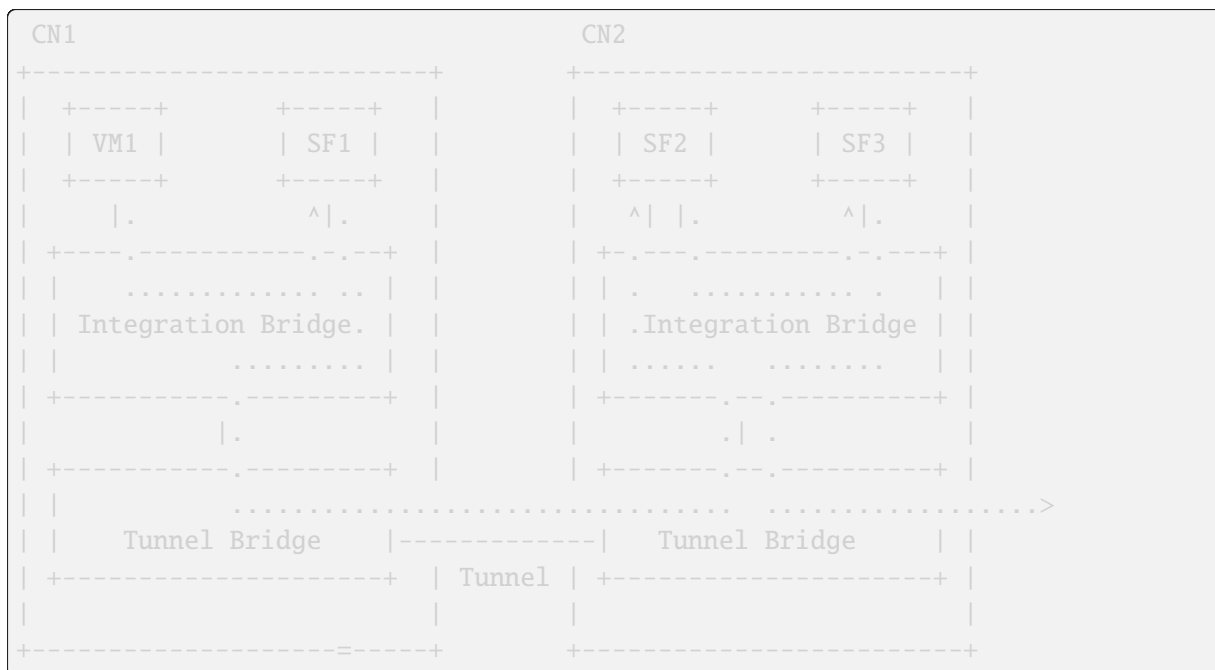 CN1                                 CN2
+--------------------------+        +-------------------------+
|  +-----+       +-----+   |        |  +-----+      +-----+   |
|  | VM1 |       | SF1 |   |        |  | SF2 |      | SF3 |   |
|  +-----+       +-----+   |        |  +-----+      +-----+   |
|     |.           ^|.     |        |   ^| |.         ^|.     |
| +----.-----------.-.--+  |        | +-.---.---------.-.---+ |
| |    ............. .. |  |        | | .   ........... .   | |
| | Integration Bridge. |  |        | | .Integration Bridge | |
| |           ......... |  |        | | ......   ........   | |
| +-----------.---------+  |        | +-------.--.----------+ |
|            |.            |        |         .| .            |
| +-----------.---------+  |        | +-------.--.----------+ |
| |           .................................  ..................>
| |    Tunnel Bridge    |-------------|   Tunnel Bridge     | |
| +---------------------+  | Tunnel | +---------------------+ |
|                          |        |                         |
+---------------------=-----+        +-------------------------+